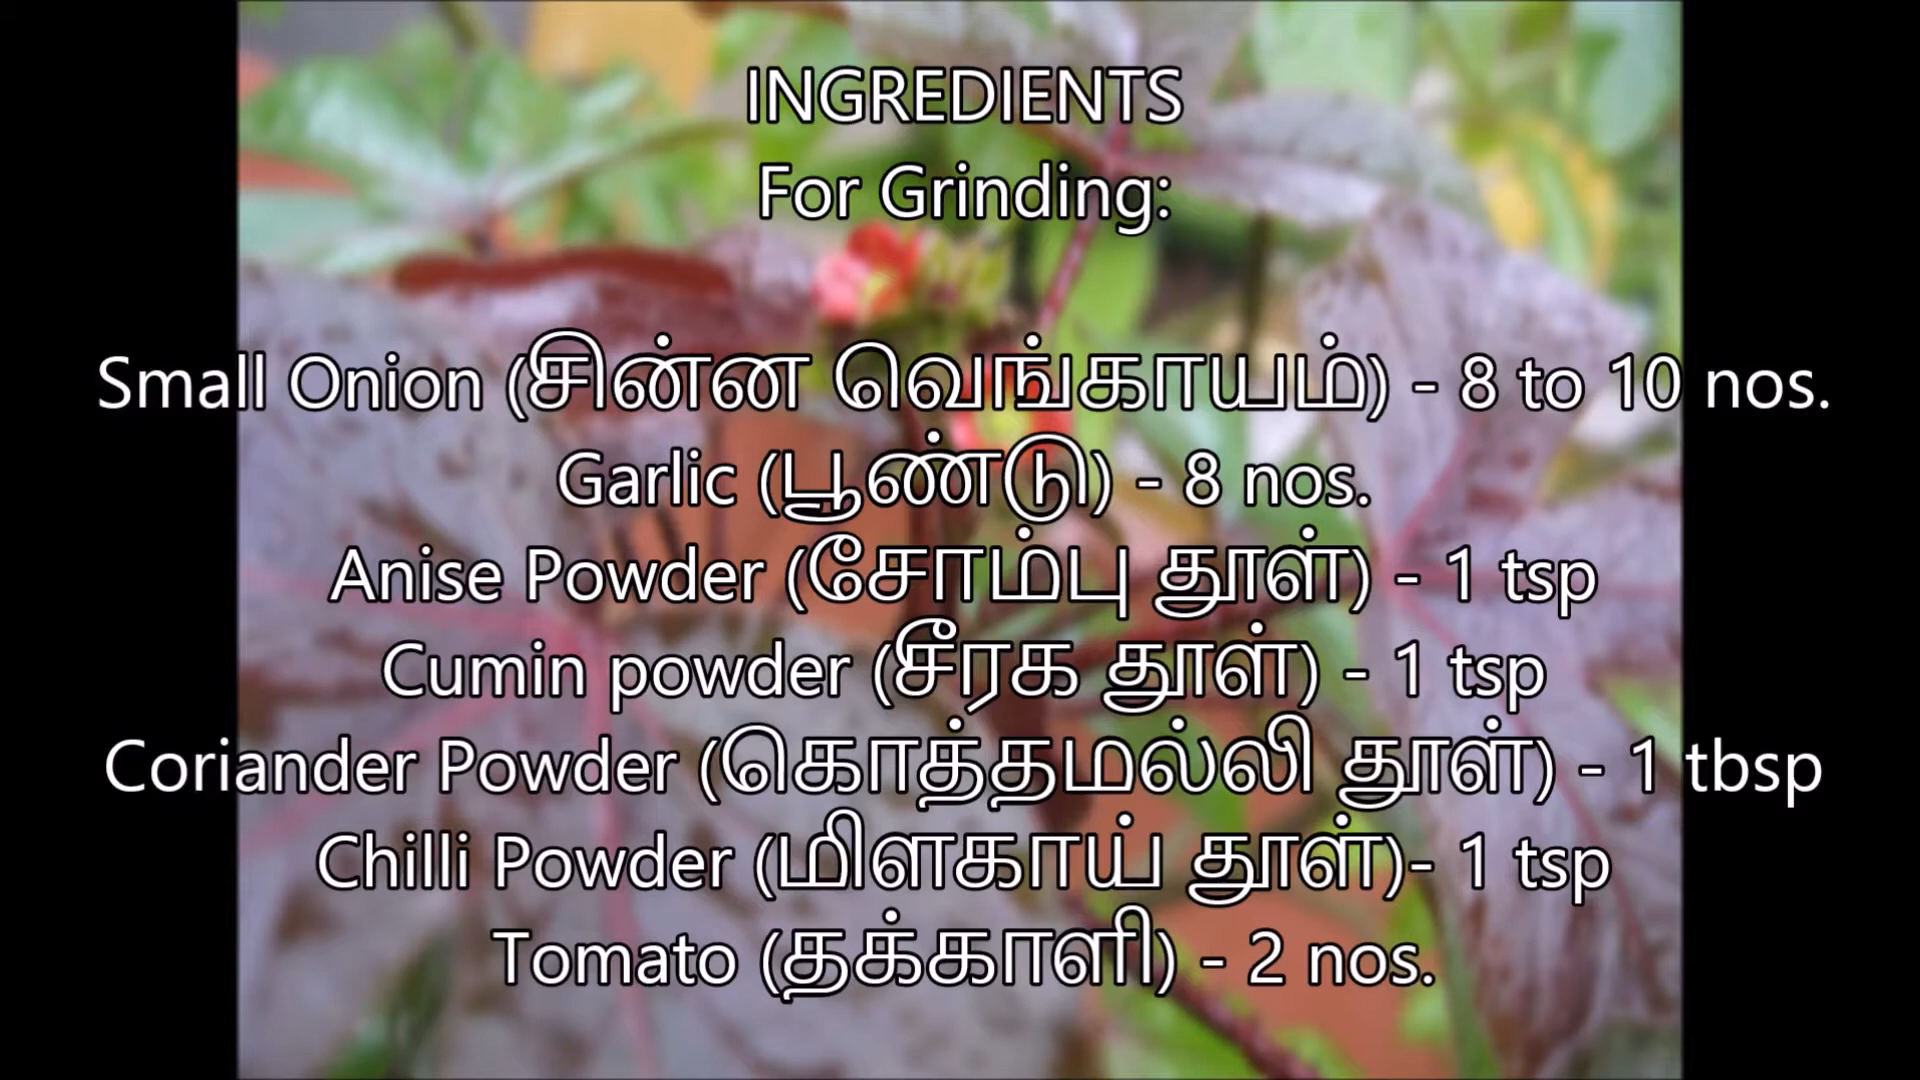 INGREDIENTS
For Grinding:
Small Onion (சின்ன வெங்காயம்) - 8 to 10 nos.
Garlic (பூண்டு) - 8 nos.
Anise Powder (சோம்பு தூள்) - 1 tsp
Cumin powder (சீரக தூள்) - 1 tsp
Coriander Powder (கொத்தமல்லி தூள்) - 1 tbsp
Chilli Powder (மிளகாய் தூள்)- 1 tsp
Tomato (தக்காளி) - 2 nos.